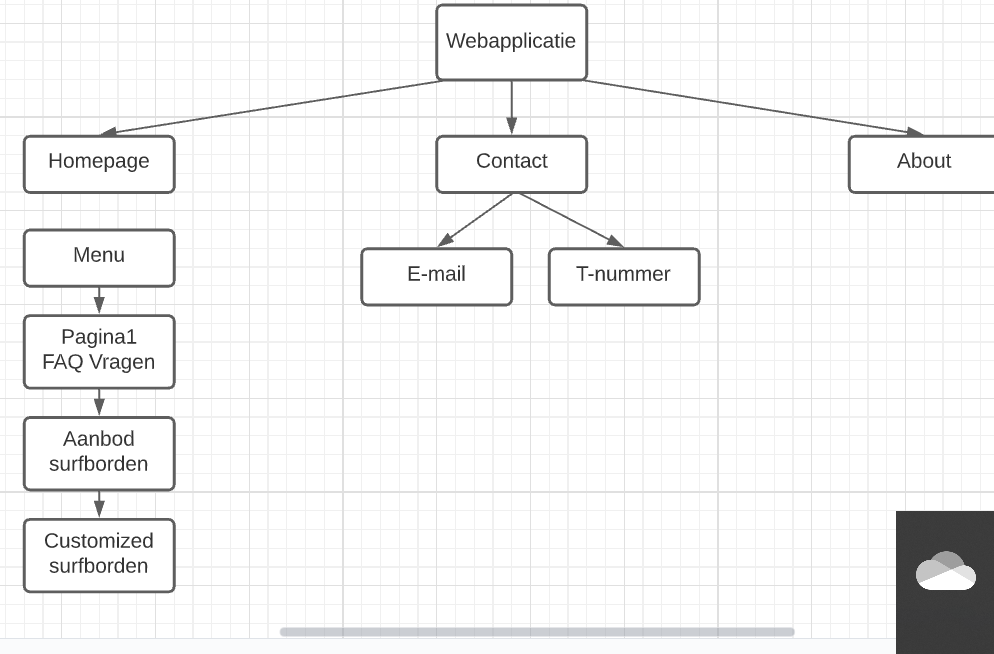 Webapplicatie
Homepage
Contact
About
Menu
E-mail
T-nummer
Pagina1
FAQ Vragen
Aanbod
surfborden
Customized
surfborden